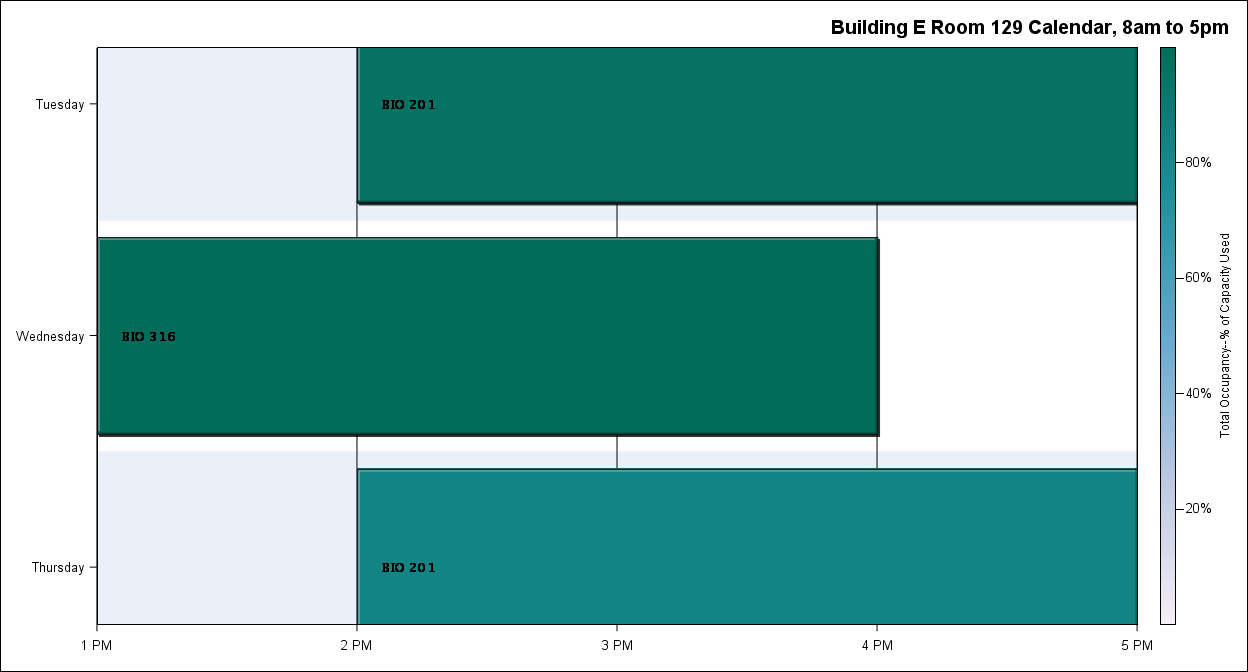 Building E Room 129 Calendar, 8am to 5pm
Tuesday
BIO 201
Wednesday
BIO 316
Thursday
BIO 201
1 PM
2 PM
3 PM
4 PM
5 PM
80%
60%
40%
20%
Total Occupancy--% of Capacity Used